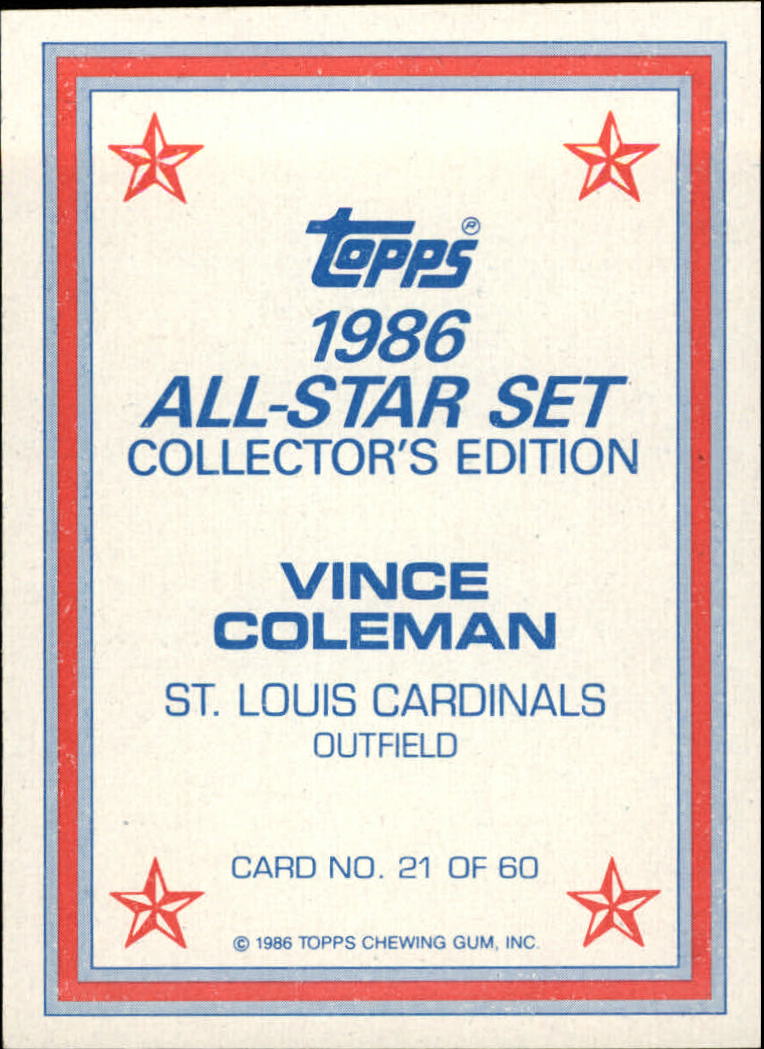 topps®
1986
ALL-STAR SET
COLLECTOR'S EDITION
VINCE
COLEMAN
ST. LOUIS CARDINALS
OUTFIELD
CARD NO. 21 OF 60
© 1986 TOPPS CHEWING GUM, INC.